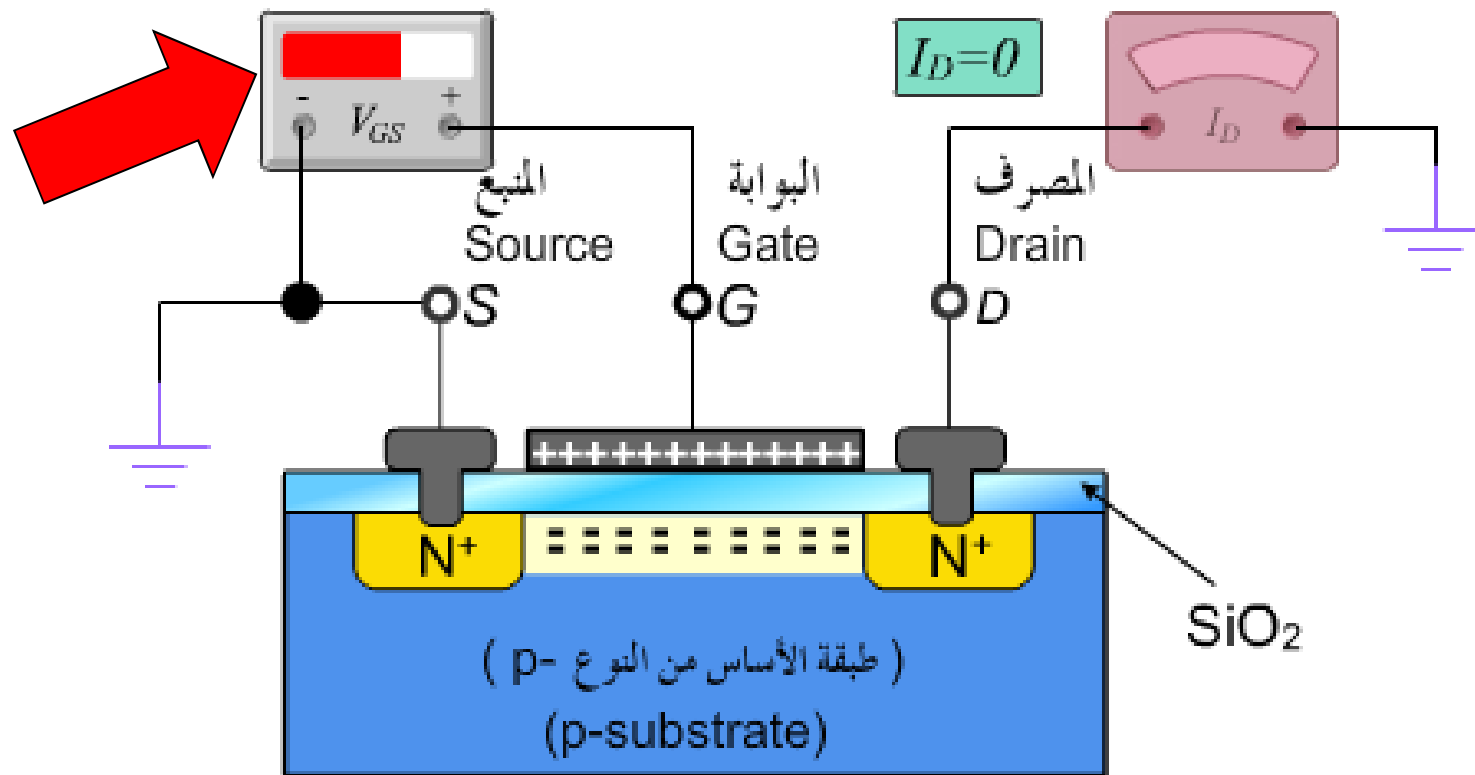 - +
V_GS
I_D=0
I_D
المنبع
Source
البوابة
Gate
المصرف
Drain
S
G
D
+++++++++++
N⁺
N⁺
SiO₂
( طبقة الأساس من النوع -p )
(p-substrate)